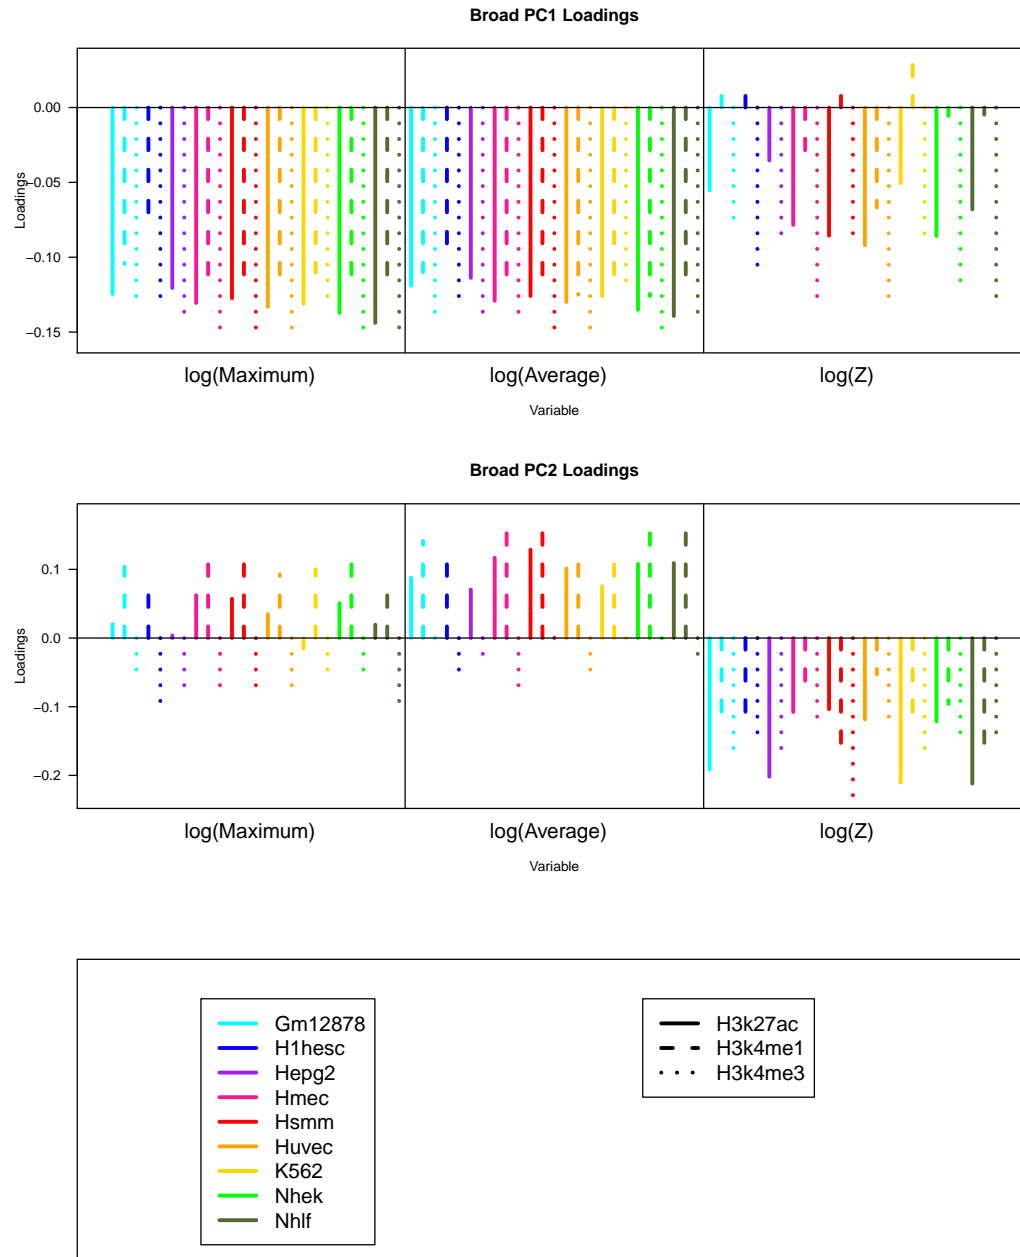 Broad PC1 Loadings
Loadings
0.00
−0.05
−0.10
−0.15
log(Maximum)
log(Average)
log(Z)
Variable
Broad PC2 Loadings
Loadings
0.1
0.0
−0.1
−0.2
log(Maximum)
log(Average)
log(Z)
Variable
Gm12878
H1hesc
Hepg2
Hmec
Hsmm
Huvec
K562
Nhek
Nhlf
H3k27ac
H3k4me1
H3k4me3